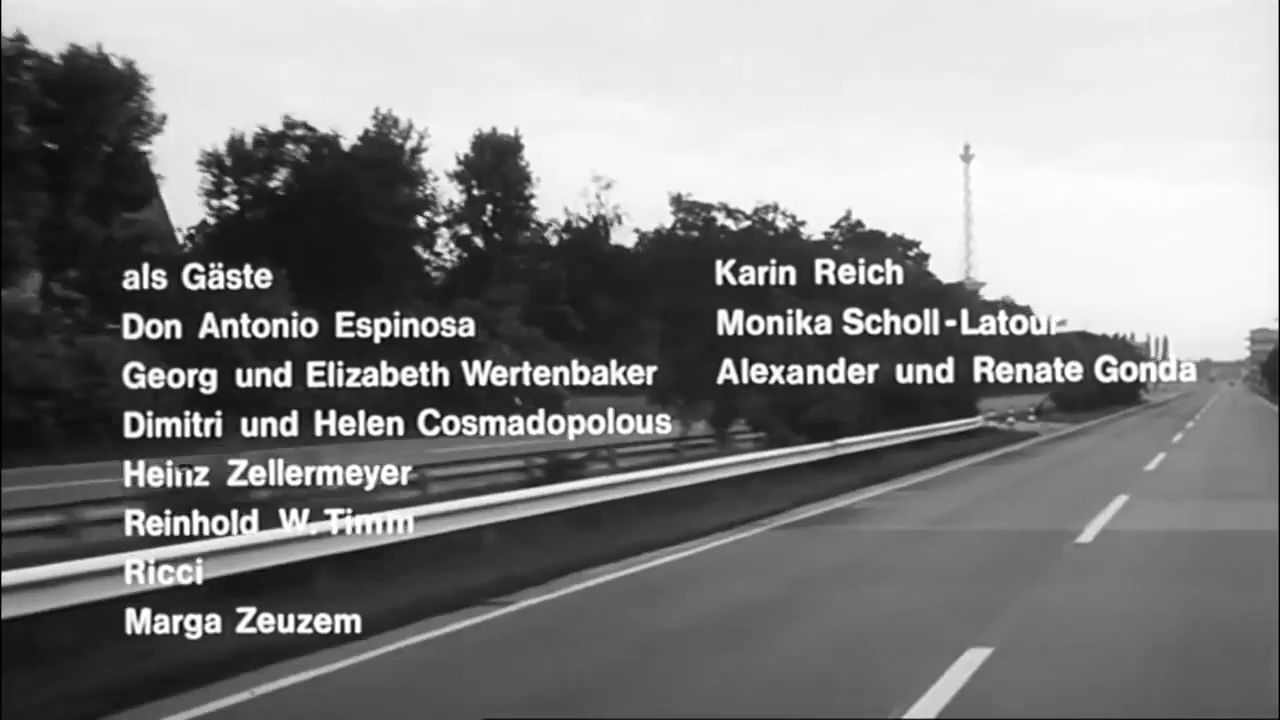 als Gäste
Don Antonio Espinosa
Georg und Elizabeth Wertenbaker
Dimitri und Helen Cosmadopolous
Heinz Zellermeyer
Reinhold W. Timm
Ricci
Marga Zeuzem
Karin Reich
Monika Scholl-Latour
Alexander und Renate Gonda